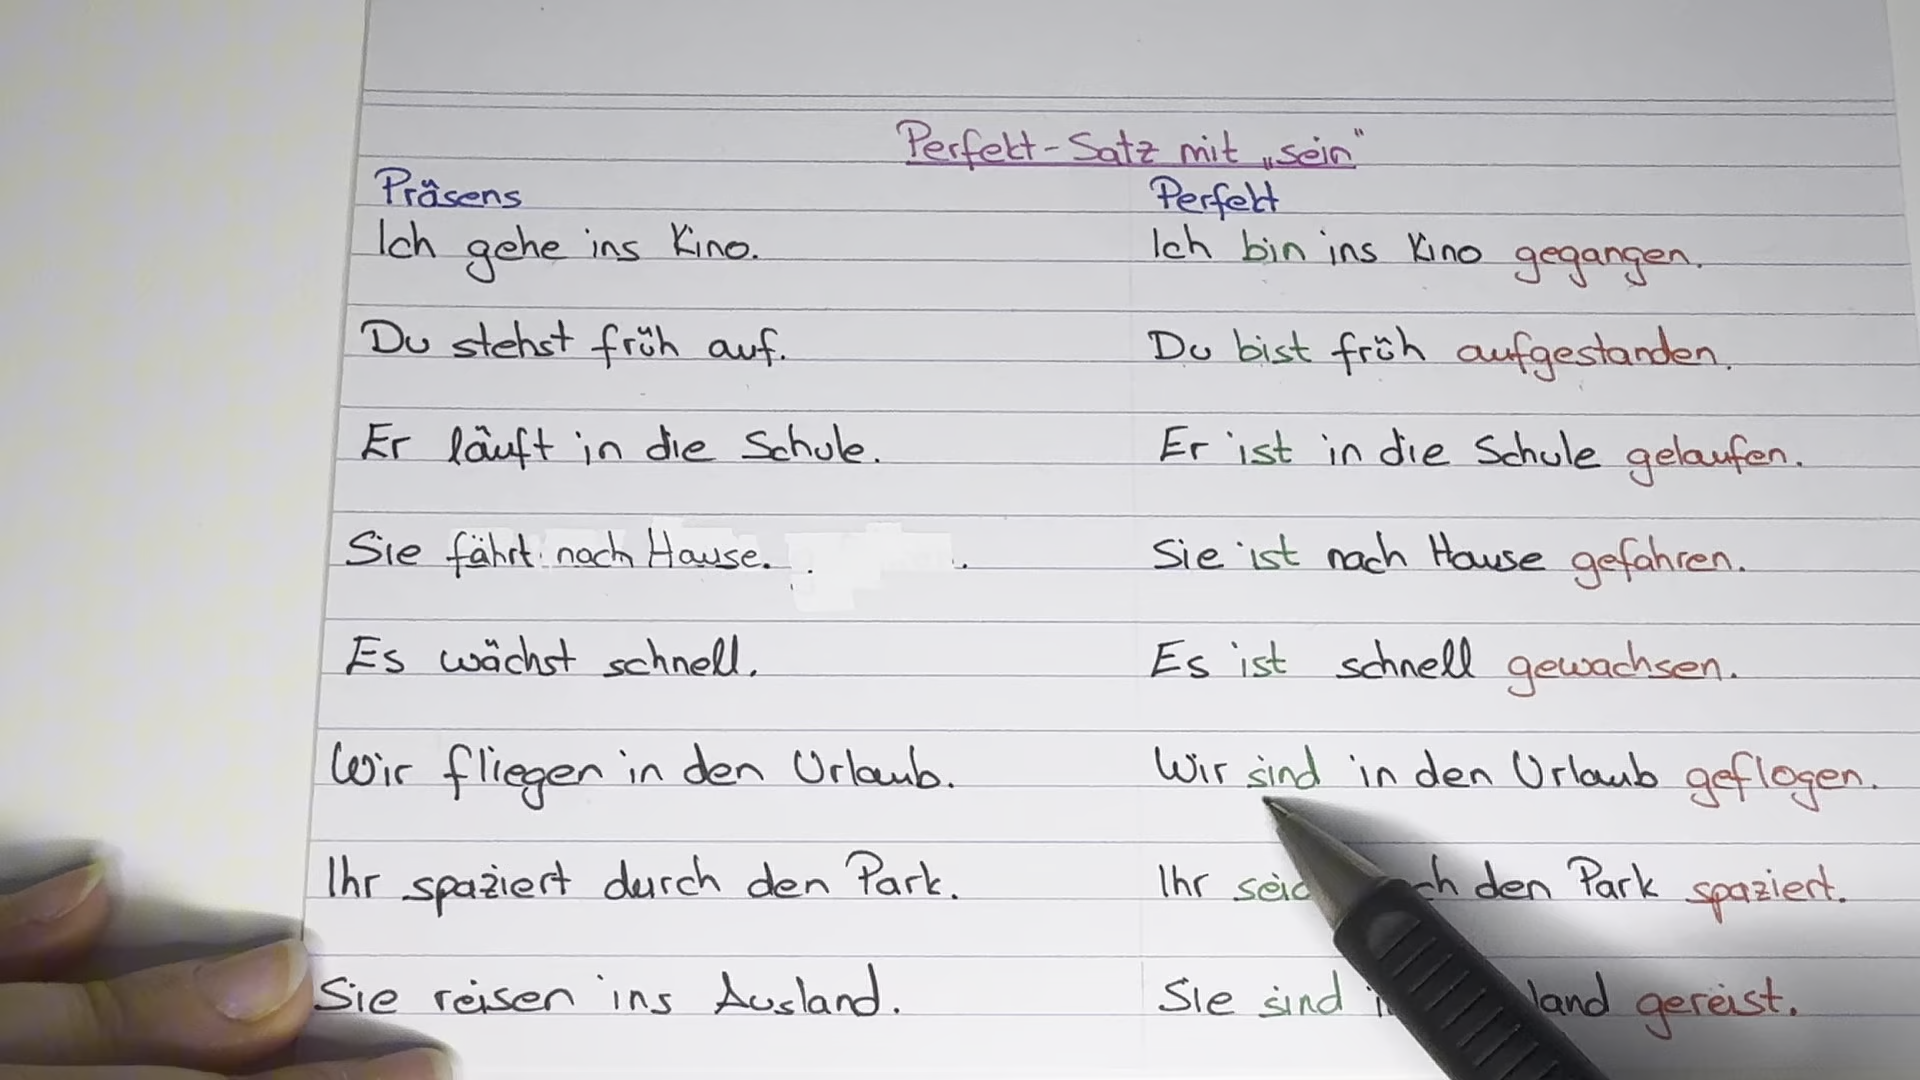 Perfekt-Satz mit „sein“
Präsens Perfekt
Ich gehe ins Kino. Ich bin ins Kino gegangen.
Du stehst früh auf. Du bist früh aufgestanden.
Er läuft in die Schule. Er ist in die Schule gelaufen.
Sie fährt nach Hause. Sie ist nach Hause gefahren.
Es wächst schnell. Es ist schnell gewachsen.
Wir fliegen in den Urlaub. Wir sind in den Urlaub geflogen.
Ihr spaziert durch den Park. Ihr den Park spaziert.
Sie reisen ins Ausland. Sie sind gereist.